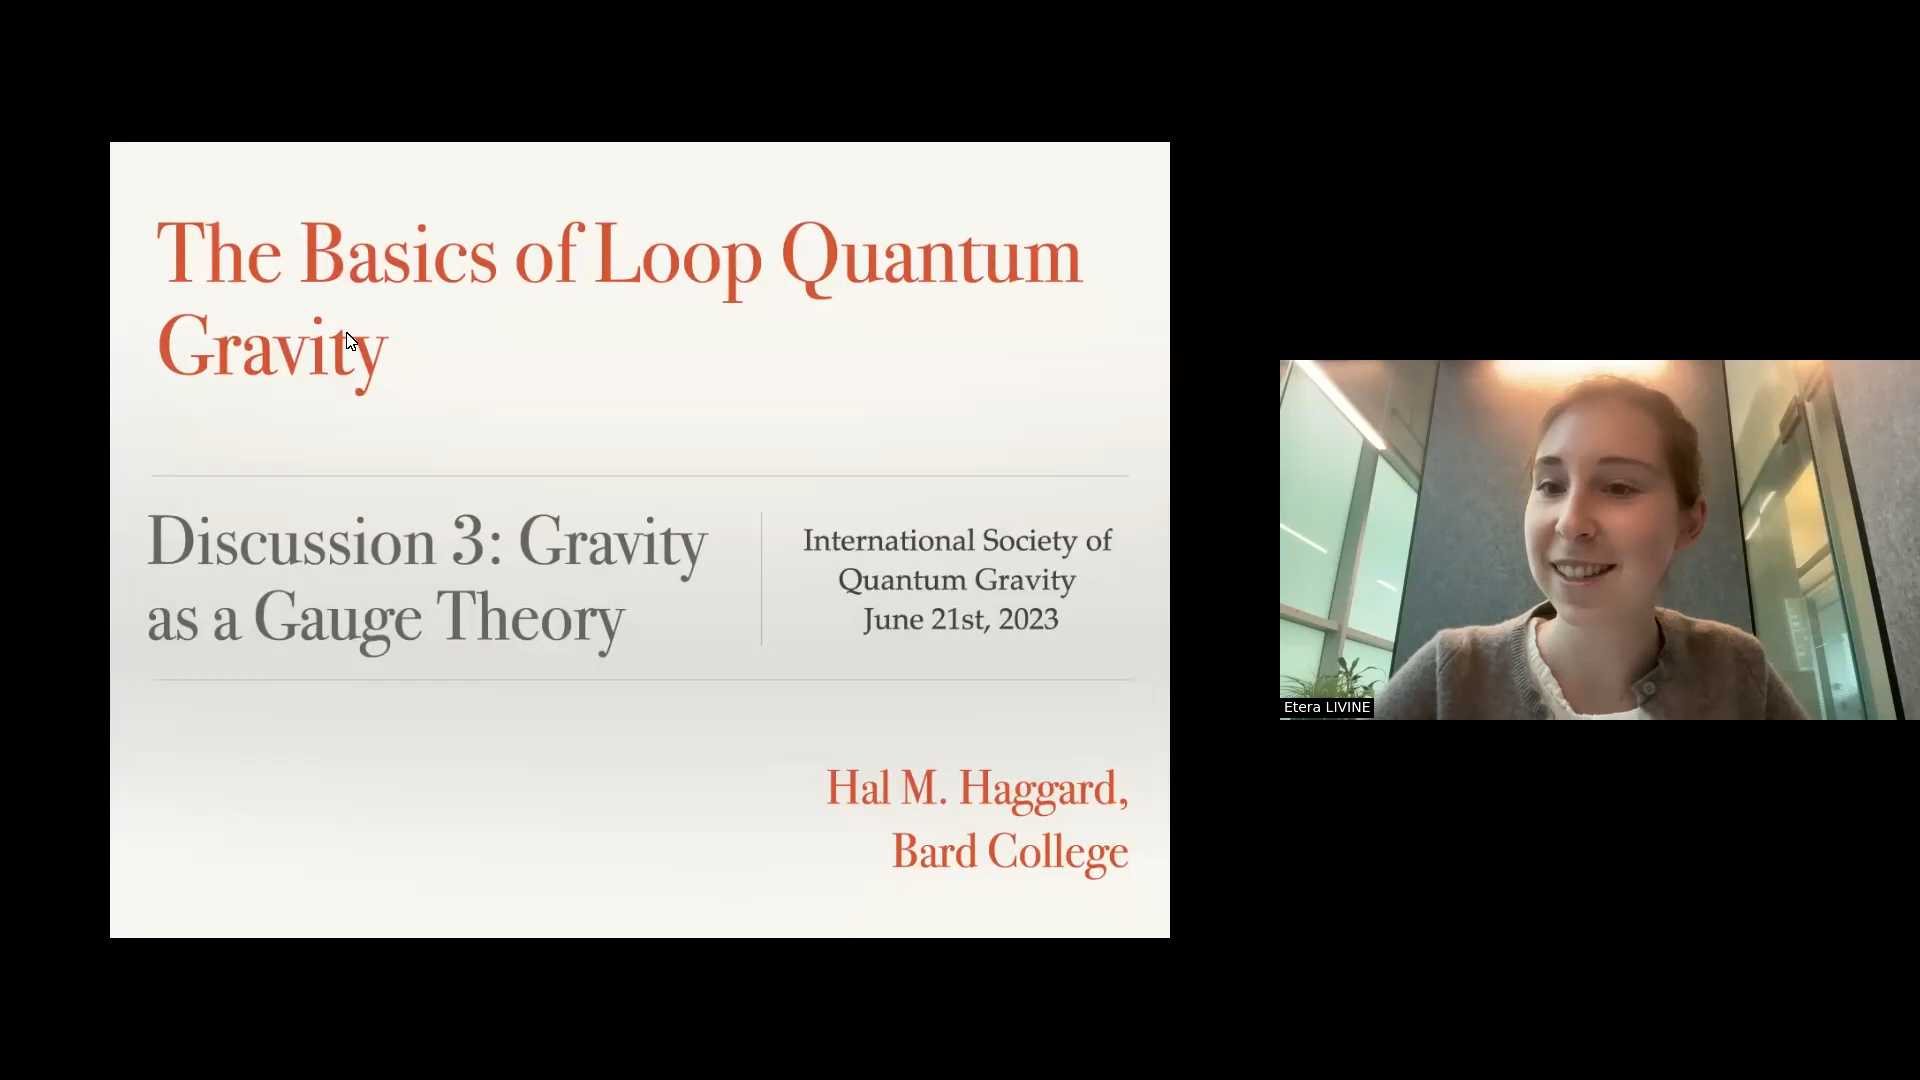 The Basics of Loop Quantum
Gravity
Discussion 3: Gravity
as a Gauge Theory
International Society of
Quantum Gravity
June 21st, 2023
Hal M. Haggard,
Bard College
Etera LIVINE